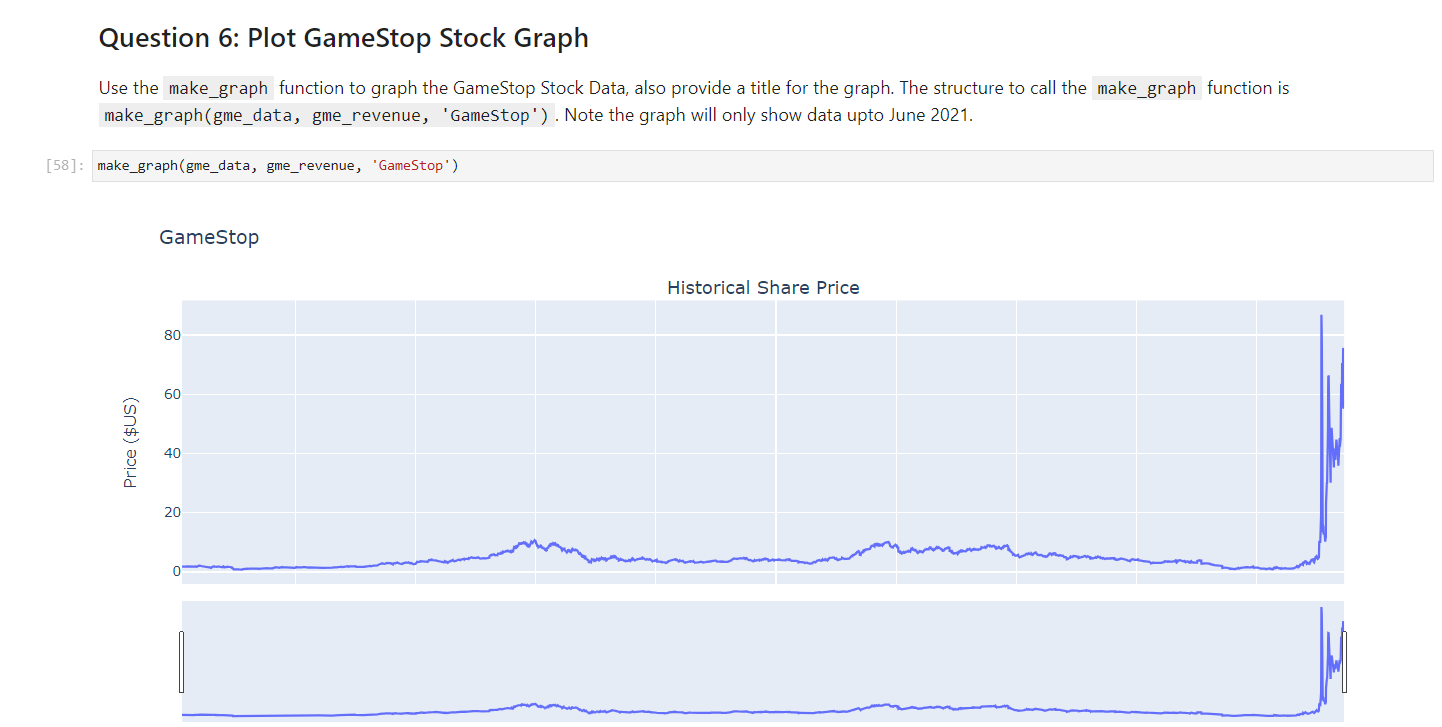 Question 6: Plot GameStop Stock Graph
Use the make_graph function to graph the GameStop Stock Data, also provide a title for the graph. The structure to call the make_graph function is
make_graph(gme_data, gme_revenue, 'GameStop'). Note the graph will only show data upto June 2021.
[58]: make_graph(gme_data, gme_revenue, 'GameStop')
GameStop
Historical Share Price
80
60
40
20
0
Price ($US)